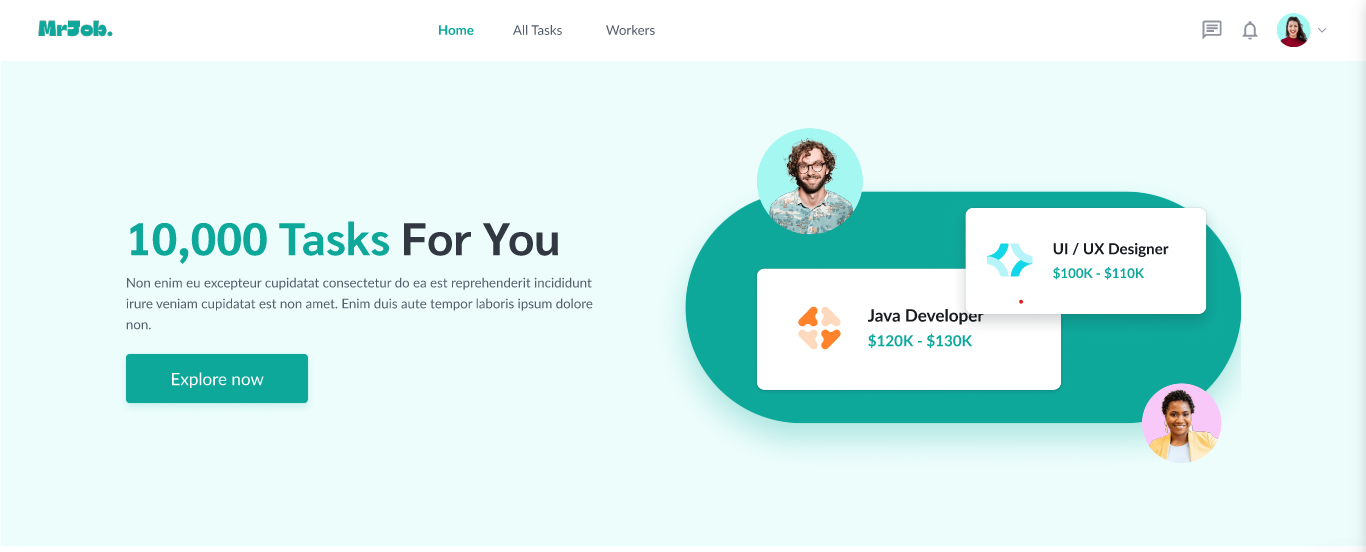 MrJob.
Home
All Tasks
Workers
10,000 Tasks For You
Non enim eu excepteur cupidatat consectetur do ea est reprehenderit incididunt
irure veniam cupidatat est non amet. Enim duis aute tempor laboris ipsum dolore
non.
Explore now
UI / UX Designer
$100K - $110K
Java Developer
$120K - $130K